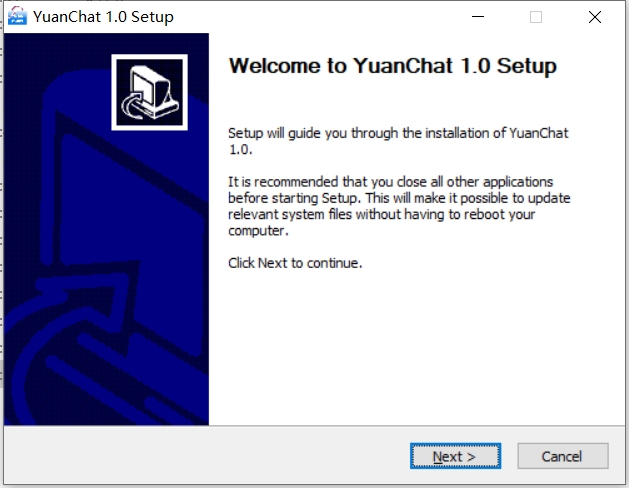 YuanChat 1.0 Setup
Welcome to YuanChat 1.0 Setup
Setup will guide you through the installation of YuanChat
1.0.
It is recommended that you close all other applications
before starting Setup. This will make it possible to update
relevant system files without having to reboot your
computer.
Click Next to continue.
Next >
Cancel